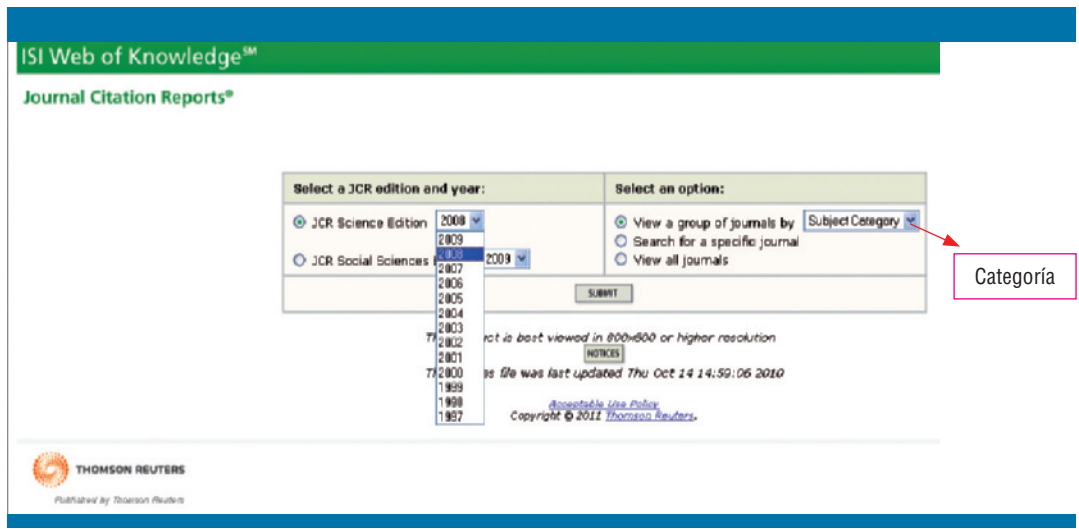 ISI Web of Knowledge℠
Journal Citation Reports®
Select a JCR edition and year:
Select an option:
JCR Science Edition 2008
2009
2008
2007
2006
2005
2004
2003
2002
2001
2000
1999
1998
1997
JCR Social Sciences 2009
View a group of journals by Subject Category
Search for a specific journal
View all journals
Categoría
SUBMIT
is best viewed in 800x600 or higher resolution
NOTICES
file was last updated Thu Oct 14 14:59:06 2010
Acceptable Use Policy
Copyright © 2011 Thomson Reuters.
THOMSON REUTERS
Published by Thomson Reuters